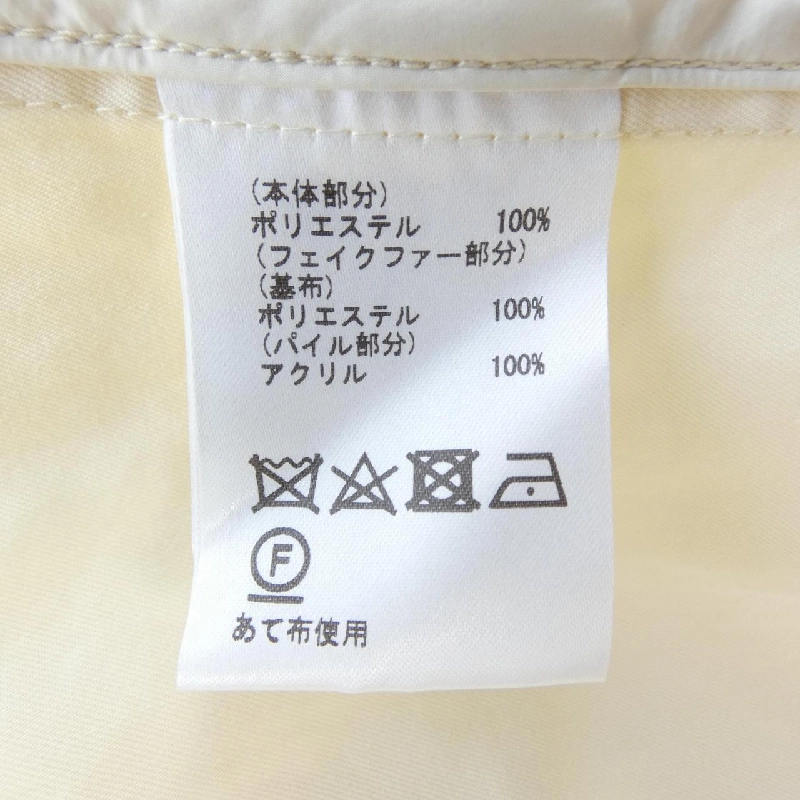 (本体部分)
ポリエステル 100%
(フェイクファー部分)
(基布)
ポリエステル 100%
(パイル部分)
アクリル 100%
F
あて布使用